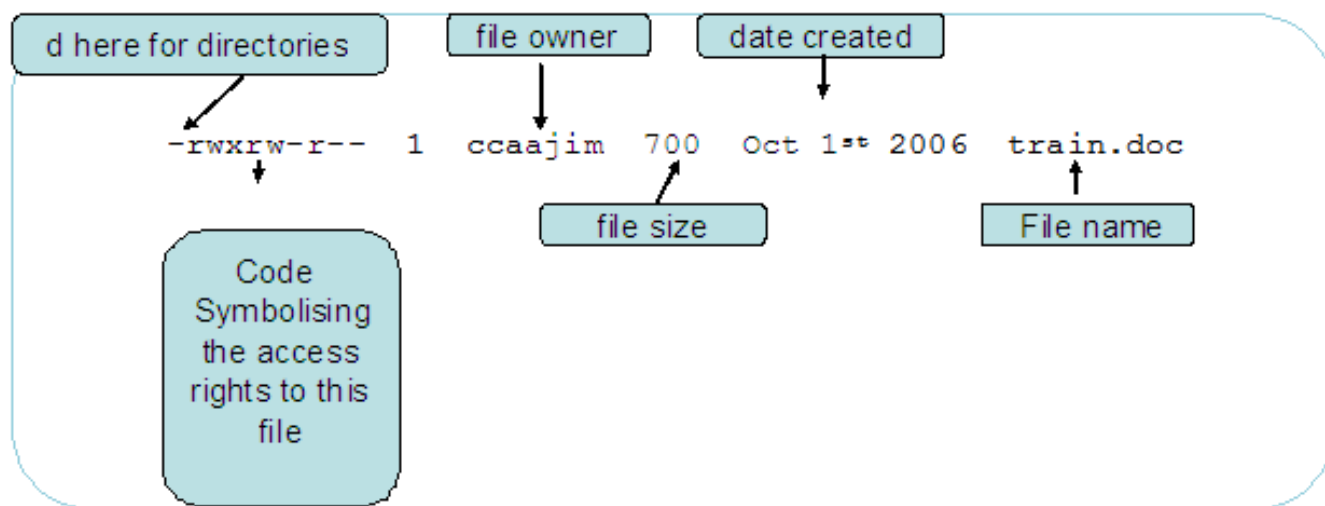 d here for directories
file owner
date created
-rwxrw-r-- 1 ccaajim 700 Oct 1st 2006 train.doc
file size
File name
Code
Symbolising
the access
rights to this
file